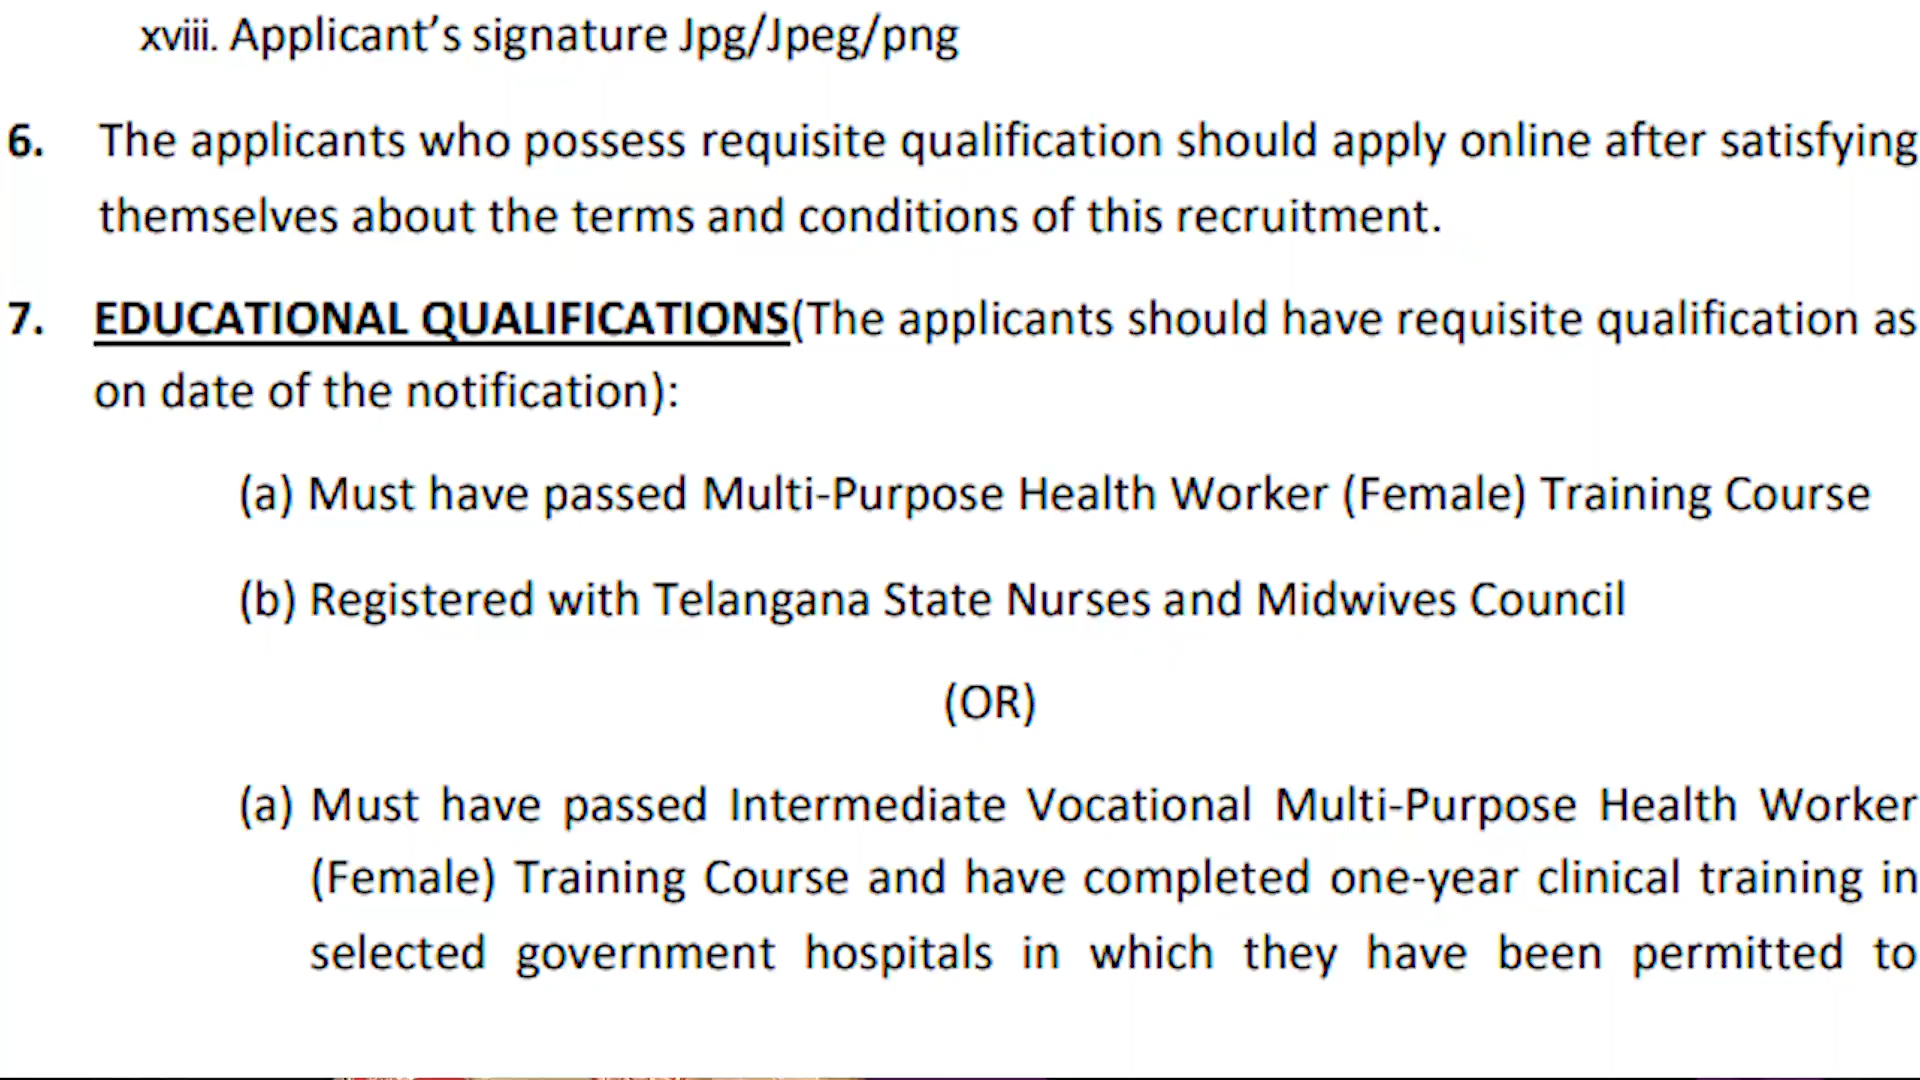 xviii. Applicant’s signature Jpg/Jpeg/png
6. The applicants who possess requisite qualification should apply online after satisfying
themselves about the terms and conditions of this recruitment.
7. EDUCATIONAL QUALIFICATIONS(The applicants should have requisite qualification as
on date of the notification):
(a) Must have passed Multi-Purpose Health Worker (Female) Training Course
(b) Registered with Telangana State Nurses and Midwives Council
(OR)
(a) Must have passed Intermediate Vocational Multi-Purpose Health Worker
(Female) Training Course and have completed one-year clinical training in
selected government hospitals in which they have been permitted to